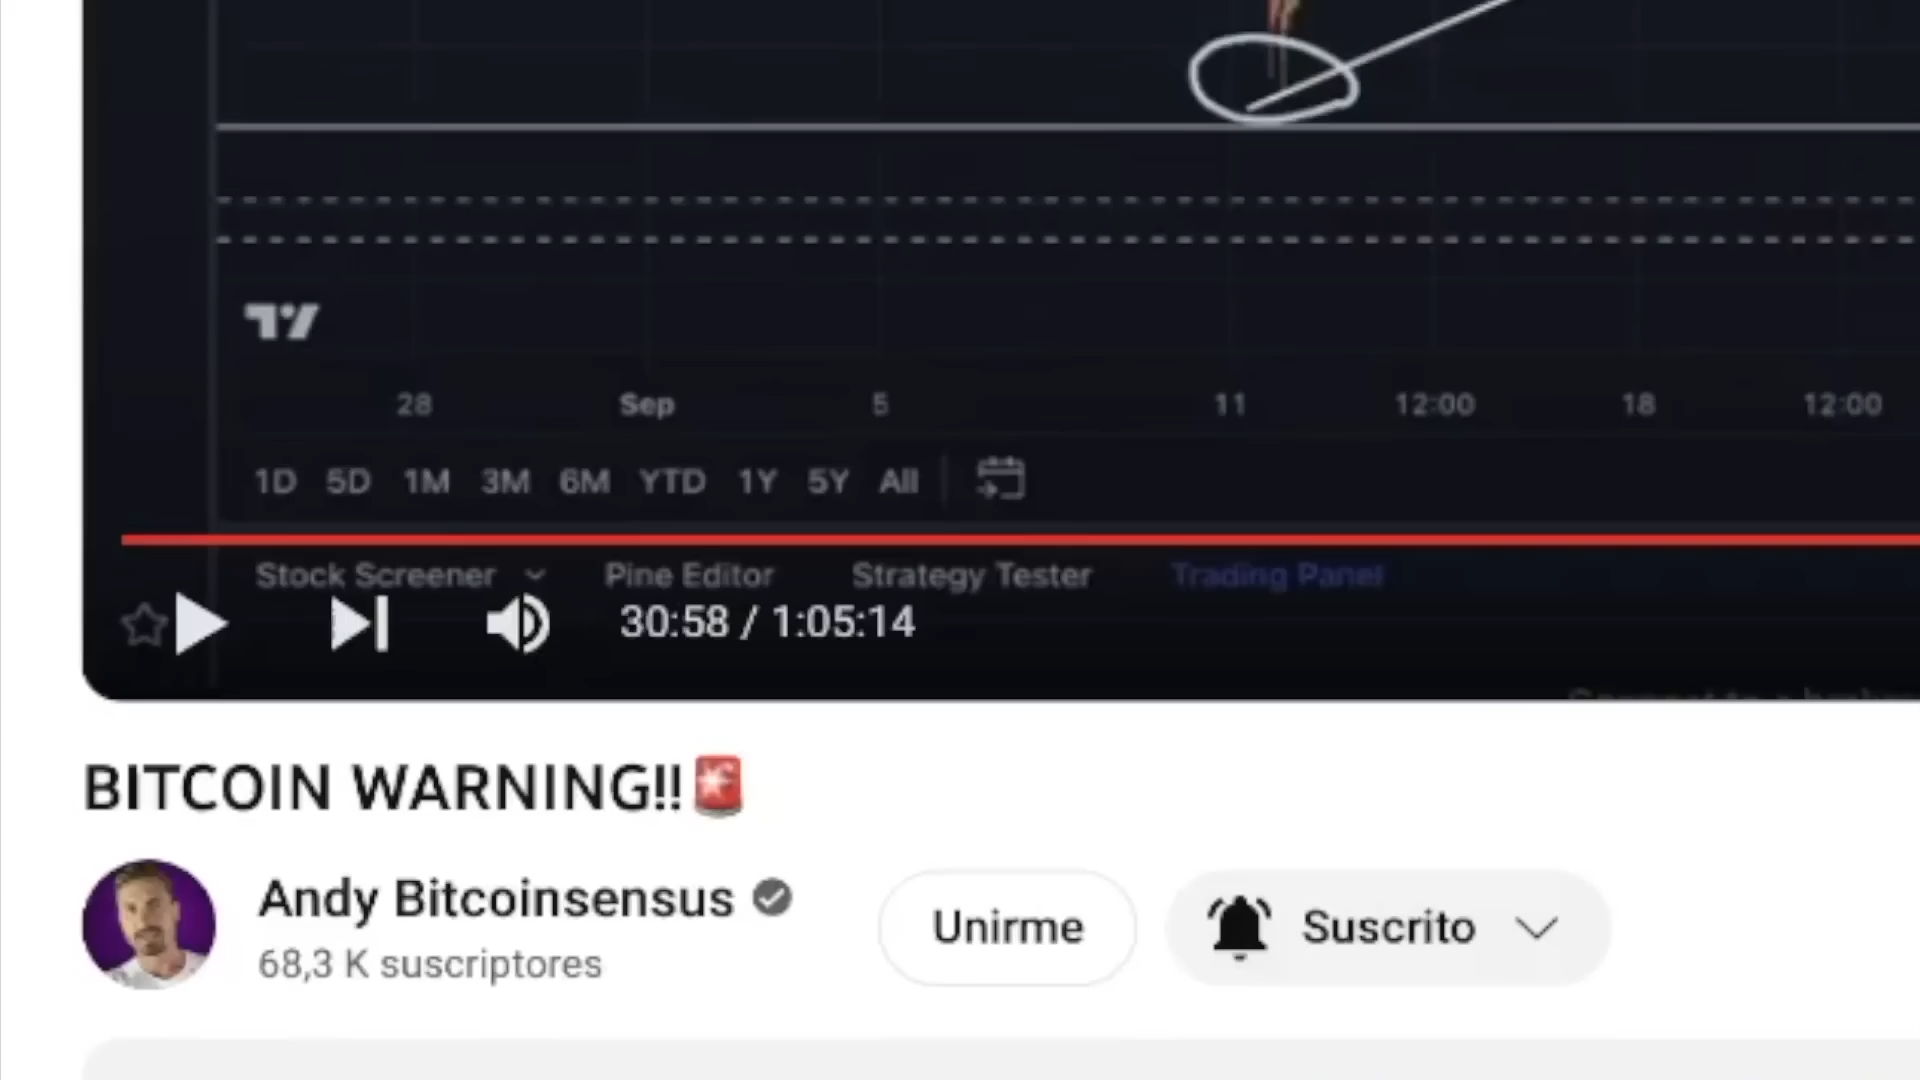 28 Sep 5 11 12:00 18 12:00
1D 5D 1M 3M 6M YTD 1Y 5Y All
Stock Screener Pine Editor Strategy Tester Trading Panel
30:58 / 1:05:14
BITCOIN WARNING!!🚨
Andy Bitcoinsensus
68,3 K suscriptores
Unirme
Suscrito